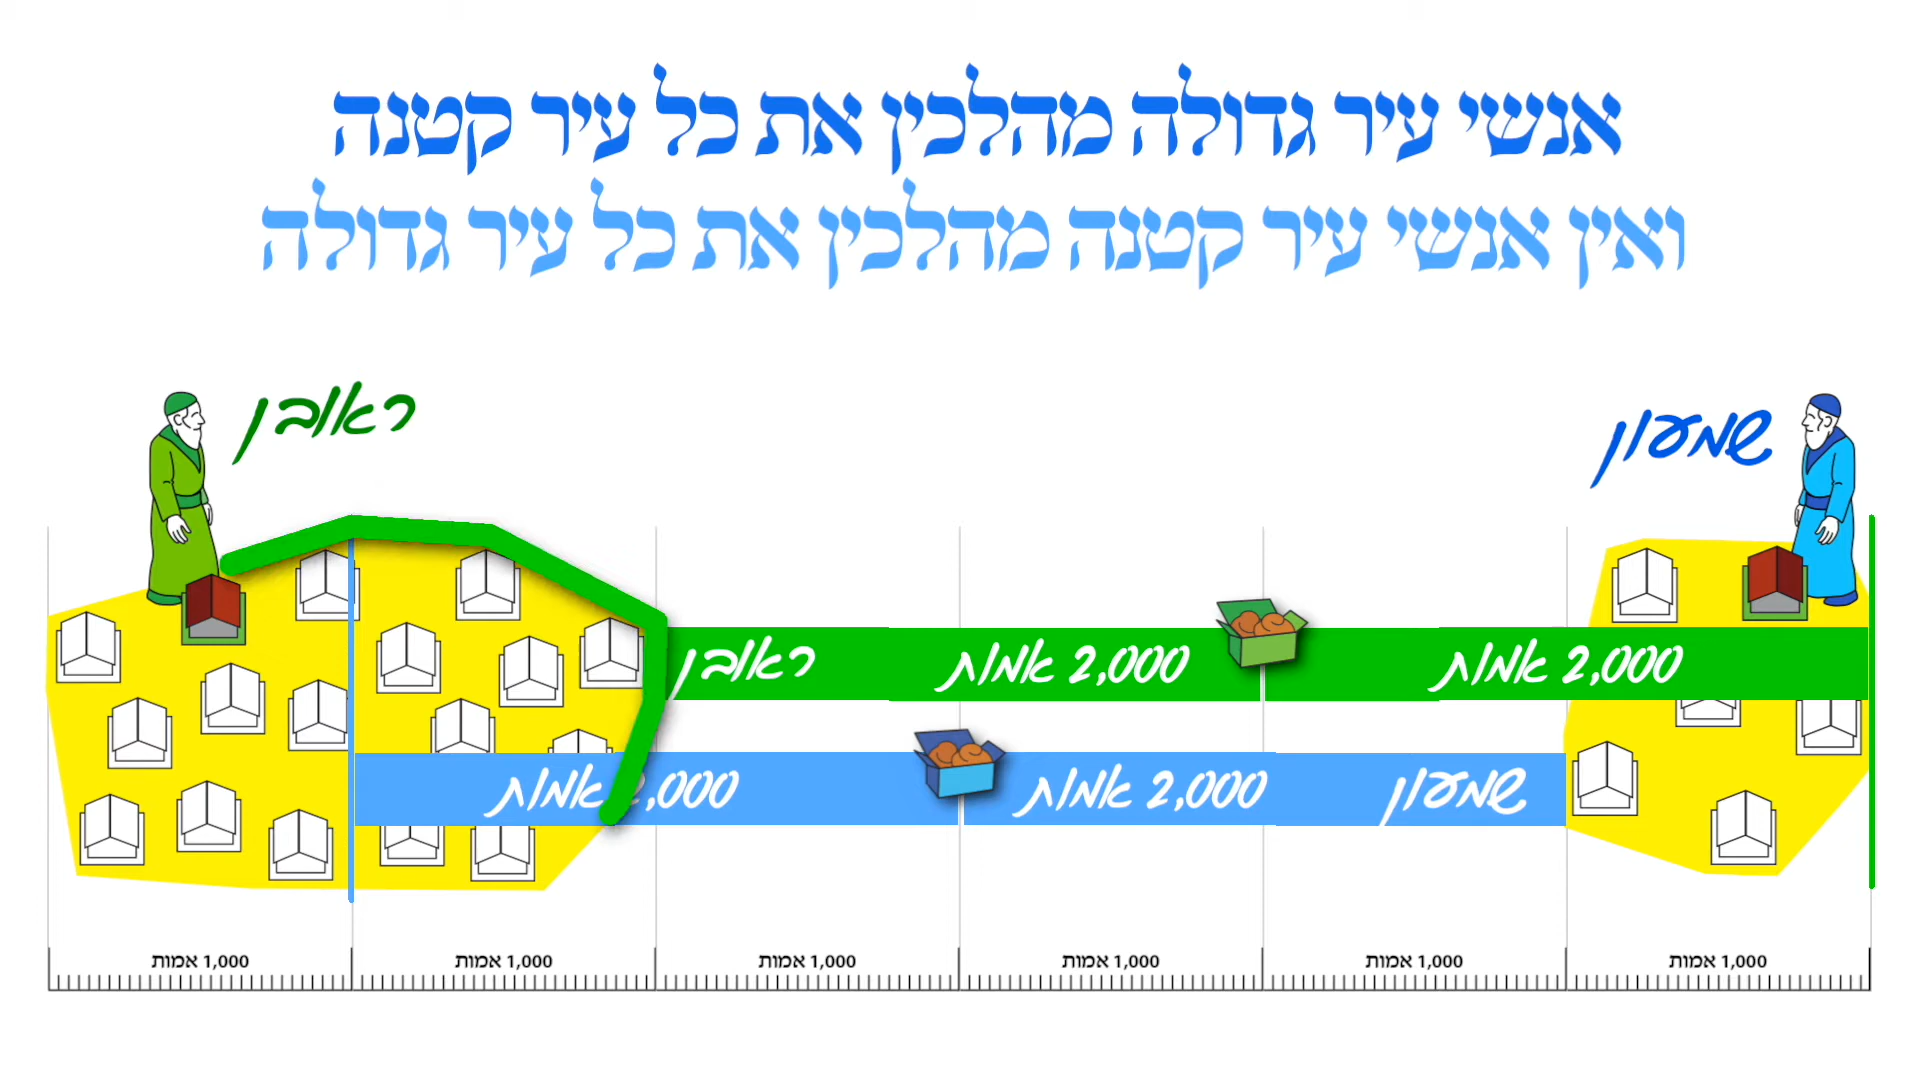 אנשי עיר גדולה מהלכין את כל עיר קטנה
ואין אנשי עיר קטנה מהלכין את כל עיר גדולה
ראובן
שמעון
ראובן
2,000 אמות
2,000 אמות
2,000 אמות
2,000 אמות
שמעון
1,000 אמות
1,000 אמות
1,000 אמות
1,000 אמות
1,000 אמות
1,000 אמות